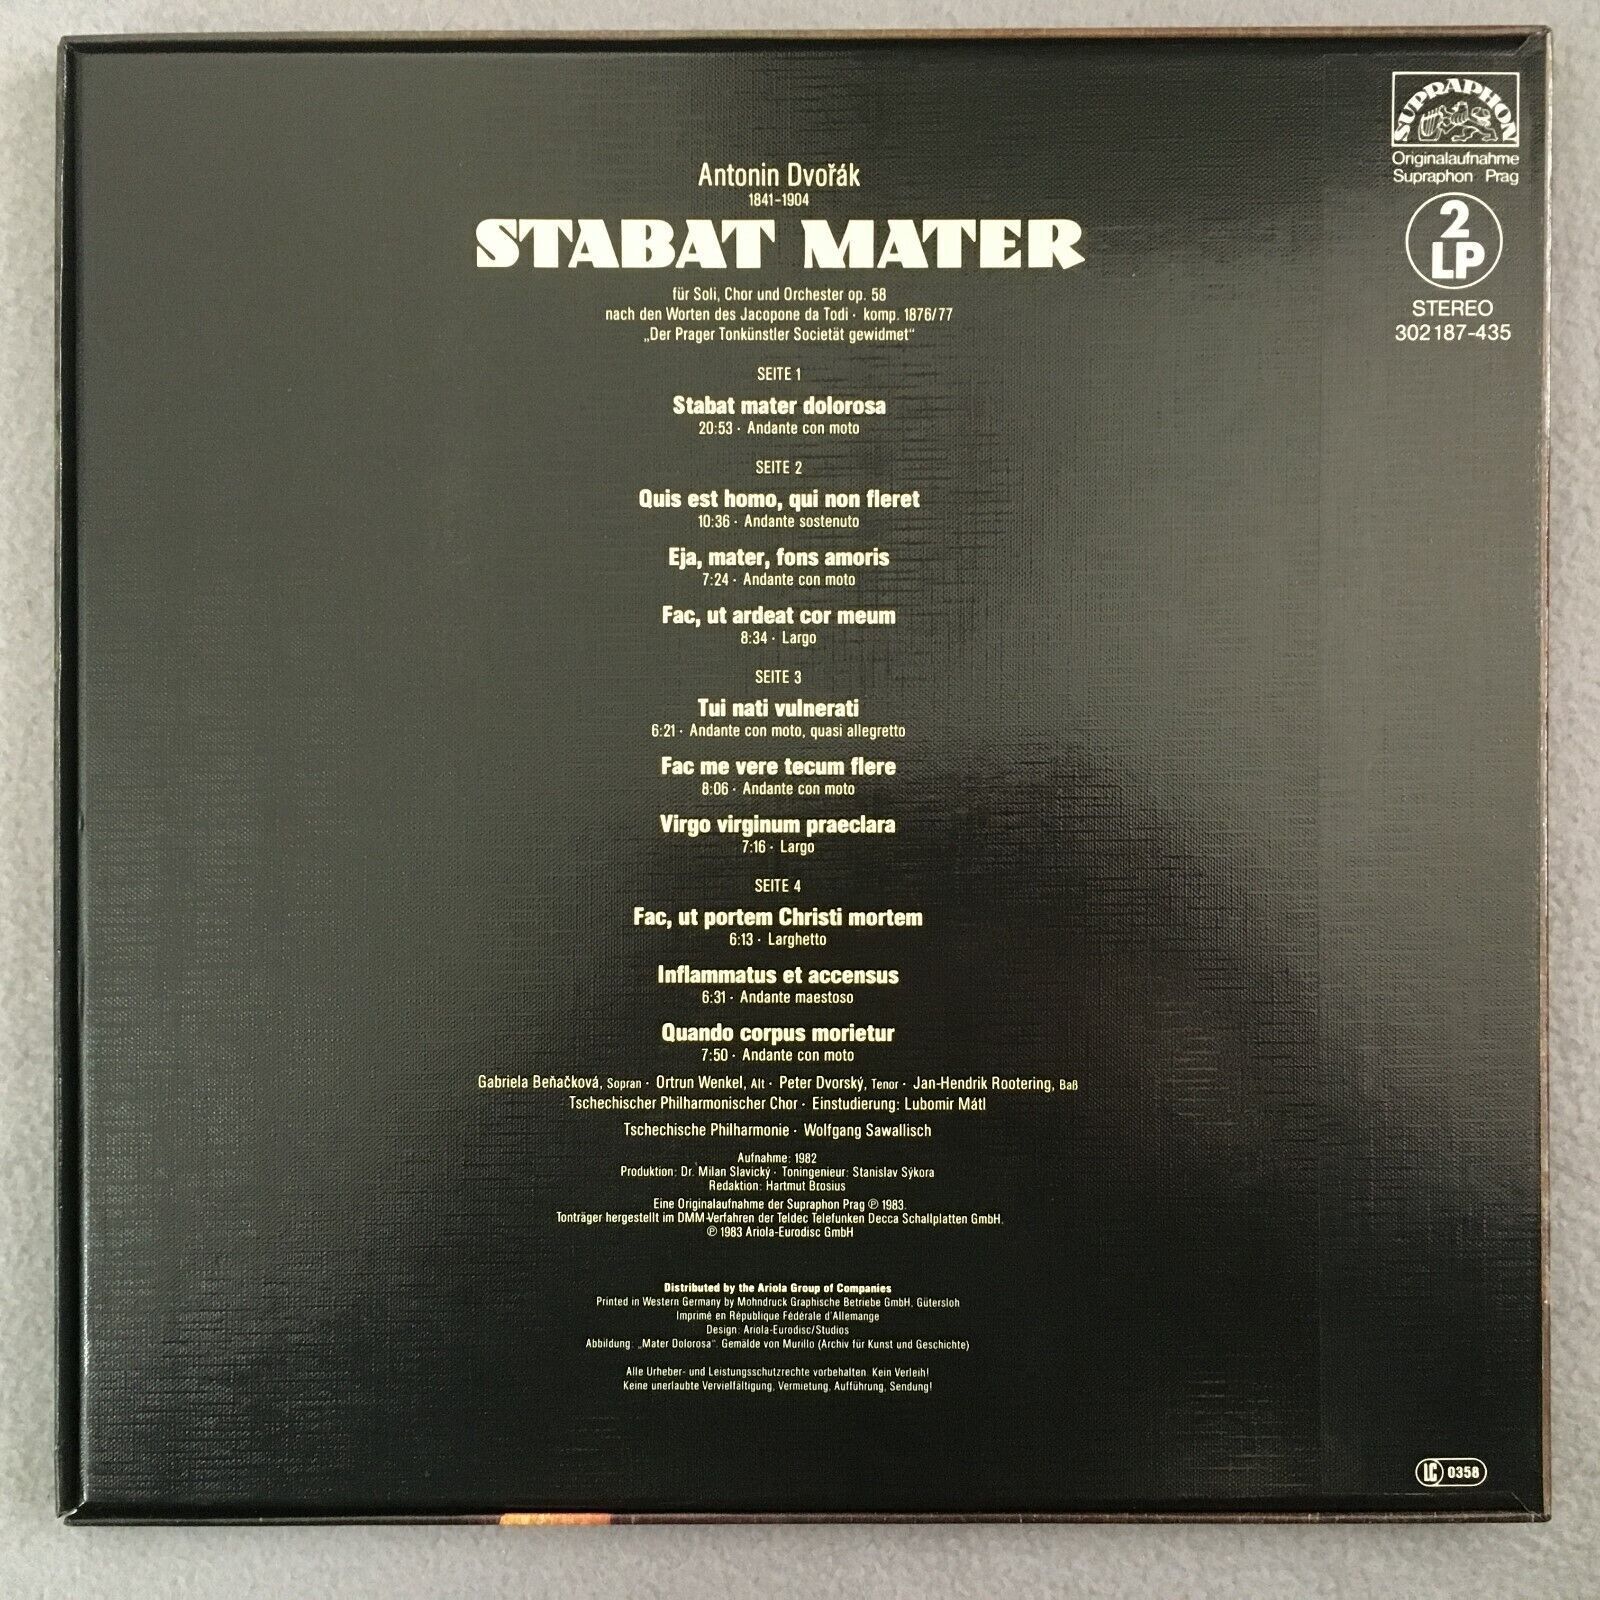 SUPRAPHON
Originalaufnahme
Supraphon Prag
2
LP
STEREO
302187-435
Antonin Dvořák
1841-1904
STABAT MATER
für Soli, Chor und Orchester op. 58
nach den Worten des Jacopone da Todi · komp. 1876/77
„Der Prager Tonkünstler Societät gewidmet“
SEITE 1
Stabat mater dolorosa
20:53 · Andante con moto
SEITE 2
Quis est homo, qui non fleret
10:36 · Andante sostenuto
Eja, mater, fons amoris
7:24 · Andante con moto
Fac, ut ardeat cor meum
8:34 · Largo
SEITE 3
Tui nati vulnerati
6:21 · Andante con moto, quasi allegretto
Fac me vere tecum flere
8:06 · Andante con moto
Virgo virginum praeclara
7:16 · Largo
SEITE 4
Fac, ut portem Christi mortem
6:13 · Larghetto
Inflammatus et accensus
6:31 · Andante maestoso
Quando corpus morietur
7:50 · Andante con moto
Gabriela Beňačková, Sopran · Ortrun Wenkel, Alt · Peter Dvorský, Tenor · Jan-Hendrik Rootering, Baß
Tschechischer Philharmonischer Chor · Einstudierung: Lubomir Mátl
Tschechische Philharmonie · Wolfgang Sawallisch
Aufnahme: 1982
Produktion: Dr. Milan Slavický · Toningenieur: Stanislav Sýkora
Redaktion: Hartmut Brosius
Eine Originalaufnahme der Supraphon Prag ℗ 1983.
Tonträger hergestellt im DMM-Verfahren der Teldec Telefunken Decca Schallplatten GmbH.
℗ 1983 Ariola-Eurodisc GmbH
Distributed by the Ariola Group of Companies
Printed in Western Germany by Mohndruck Graphische Betriebe GmbH, Gütersloh
Imprimé en République Fédérale d'Allemange
Design: Ariola-Eurodisc/Studios
Abbildung: „Mater Dolorosa“. Gemälde von Murillo (Archiv für Kunst und Geschichte)
Alle Urheber- und Leistungsschutzrechte vorbehalten. Kein Verleih!
Keine unerlaubte Vervielfältigung, Vermietung, Aufführung, Sendung!
LC 0358